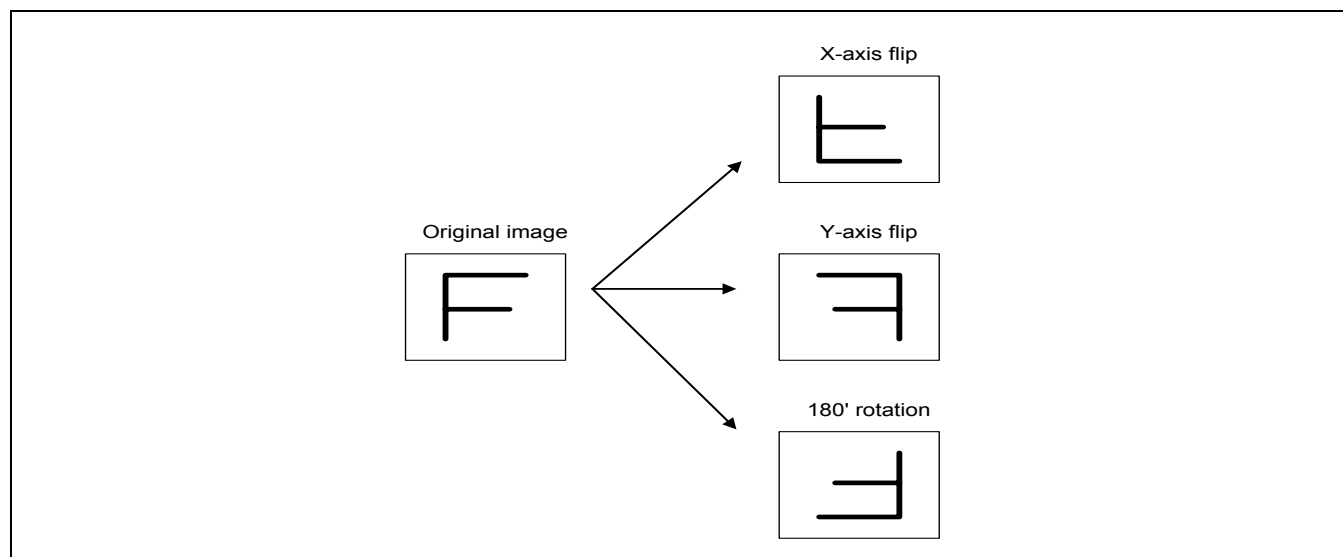 X-axis flip
Original image
F
Y-axis flip
180' rotation